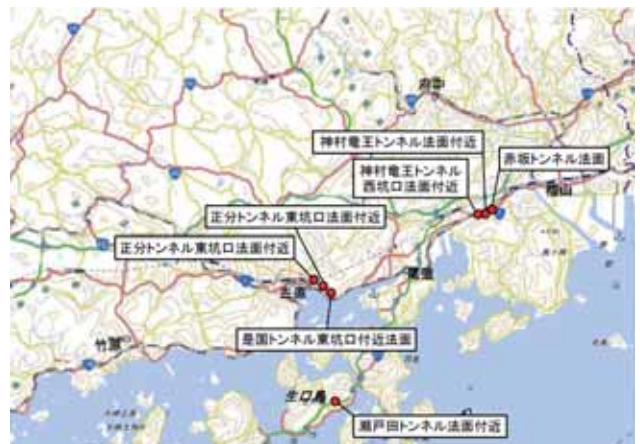 府中
神村竜王トンネル法面付近
赤坂トンネル法面
神村竜王トンネル
西坑口法面付近
福山
正分トンネル東坑口法面付近
正分トンネル東坑口法面付近
尾道
三原
是国トンネル東坑口付近法面
竹原
生口島
瀬戸田トンネル法面付近